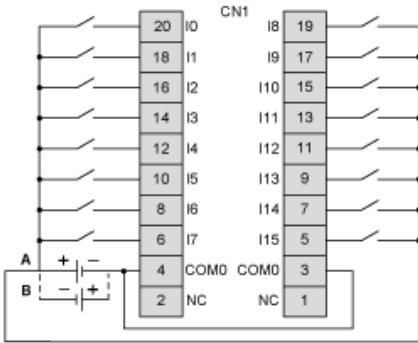 CN1
20 I0 I8 19
18 I1 I9 17
16 I2 I10 15
14 I3 I11 13
12 I4 I12 11
10 I5 I13 9
8 I6 I14 7
6 I7 I15 5
A + − 4 COM0 COM0 3
B − + 2 NC NC 1